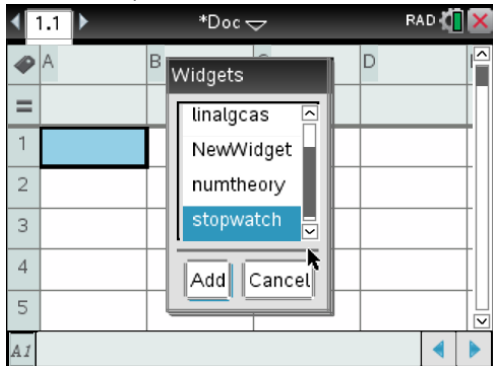 1.1 *Doc RAD
A B D
Widgets
=
linalgcas
1 NewWidget
2 numtheory
3 stopwatch
4 Add Cancel
5
A1